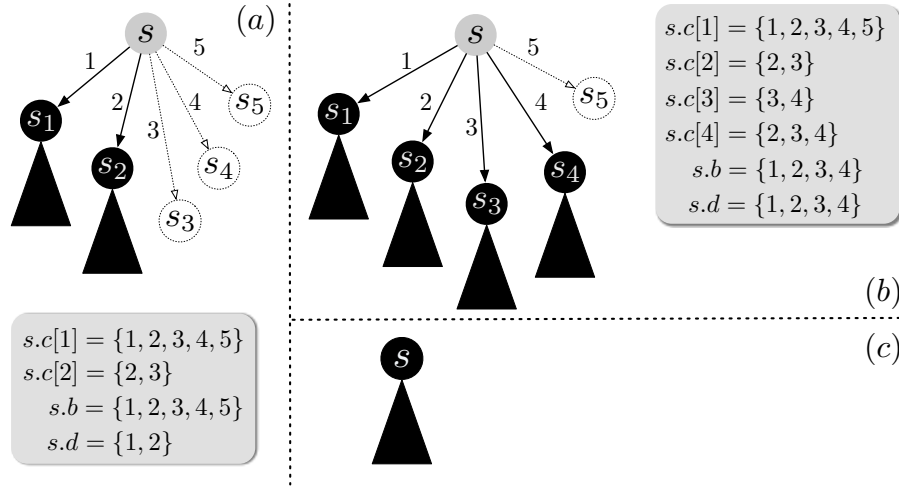 (a)
s
1
2
3
4
5
s₁
s₂
s₃
s₄
s₅
s.c[1] = {1, 2, 3, 4, 5}
s.c[2] = {2, 3}
s.b = {1, 2, 3, 4, 5}
s.d = {1, 2}
s
1
2
3
4
5
s₁
s₂
s₃
s₄
s₅
s.c[1] = {1, 2, 3, 4, 5}
s.c[2] = {2, 3}
s.c[3] = {3, 4}
s.c[4] = {2, 3, 4}
s.b = {1, 2, 3, 4}
s.d = {1, 2, 3, 4}
(b)
(c)
s